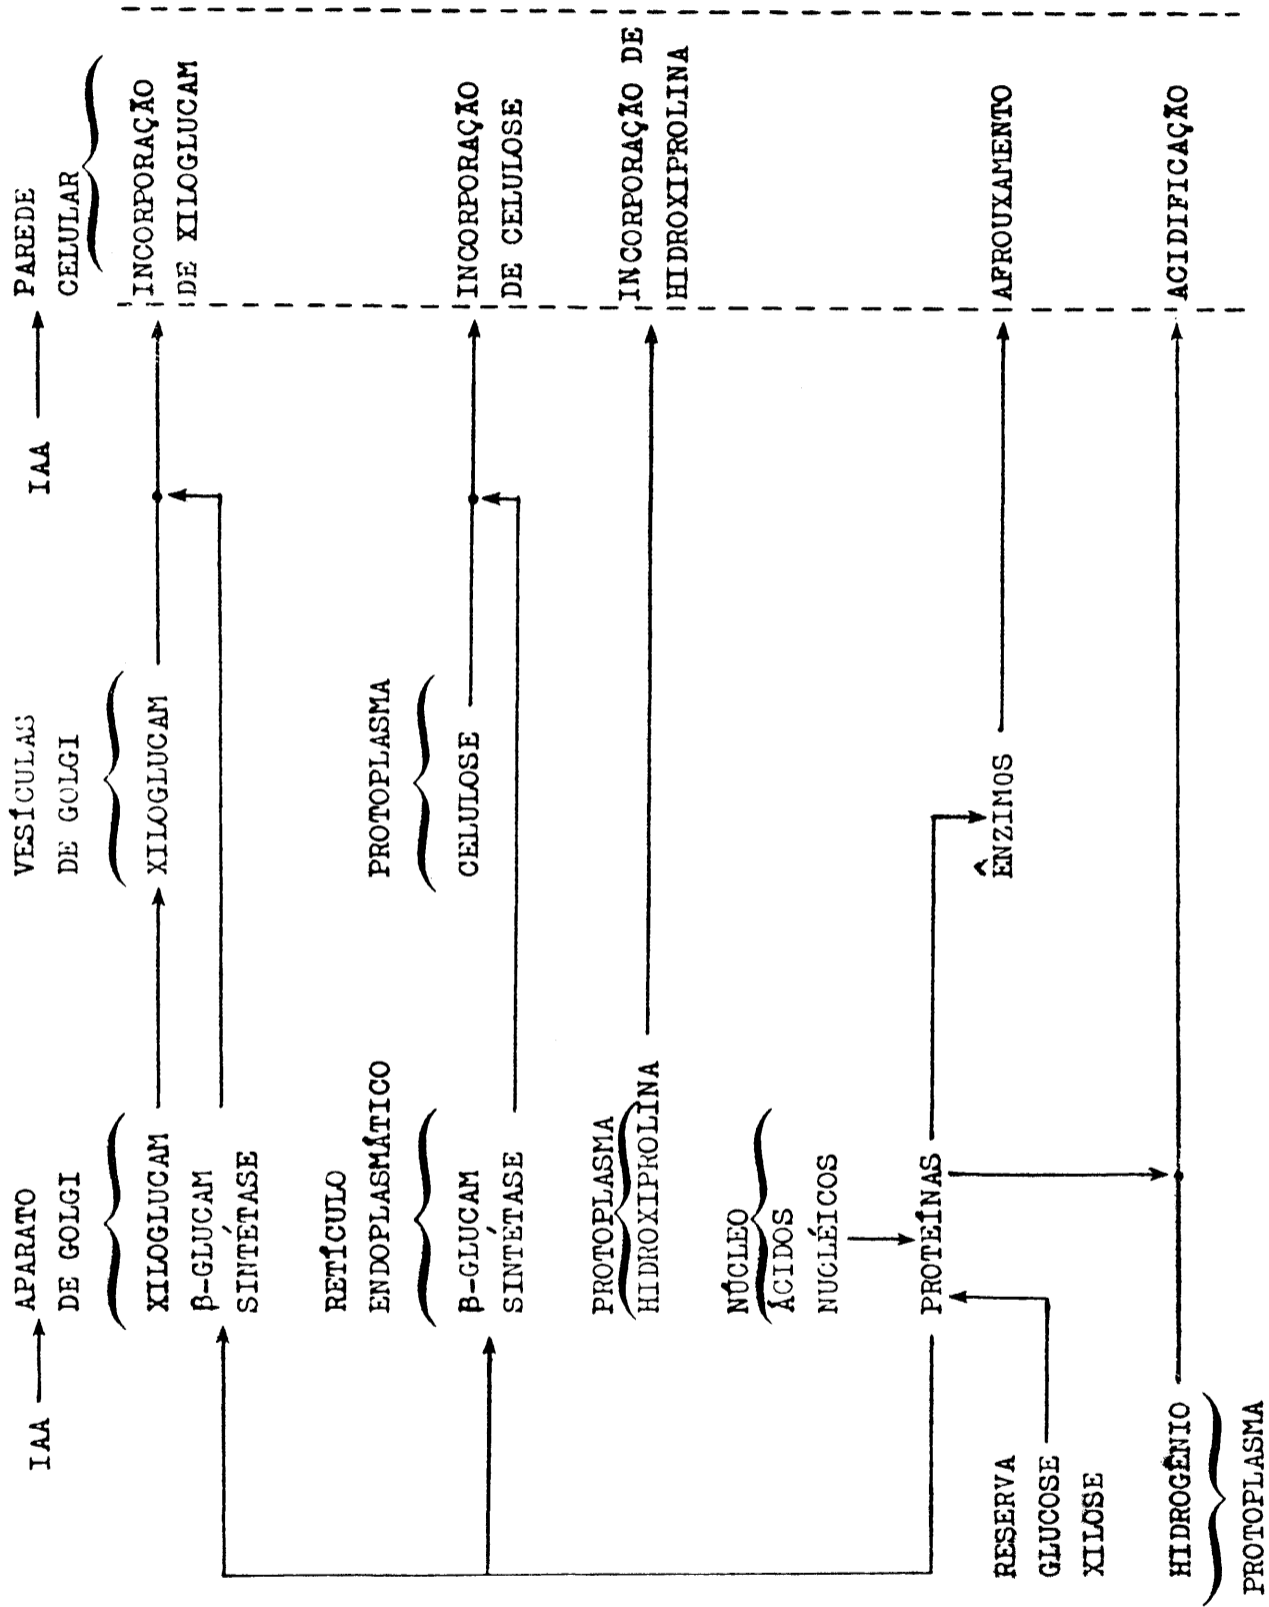 IAA
APARATO
DE GOLGI
VESÍCULAS
DE GOLGI
IAA
PAREDE
CELULAR
XILOGLUCAM
β-GLUCAM
SINTÉTASE
XILOGLUCAM
INCORPORAÇÃO
DE XILOGLUCAM
RETÍCULO
ENDOPLASMÁTICO
β-GLUCAM
SINTÉTASE
PROTOPLASMA
CELULOSE
INCORPORAÇÃO
DE CELULOSE
PROTOPLASMA
HIDROXIPROLINA
INCORPORAÇÃO DE
HIDROXIPROLINA
NÚCLEO
ÁCIDOS
NUCLÉICOS
PROTEÍNAS
ÊNZIMOS
AFROUXAMENTO
RESERVA
GLUCOSE
XILOSE
HIDROGÊNIO
PROTOPLASMA
ACIDIFICAÇÃO